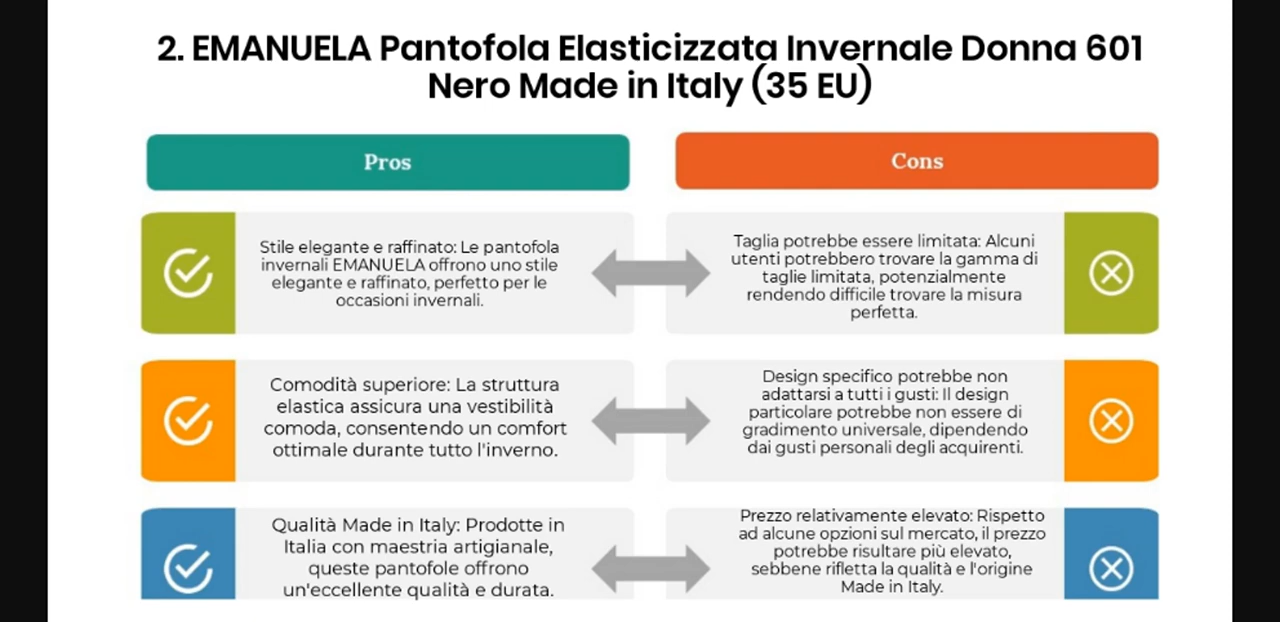 2. EMANUELA Pantofola Elasticizzata Invernale Donna 601
Nero Made in Italy (35 EU)
Pros
Cons
Stile elegante e raffinato: Le pantofola
invernali EMANUELA offrono uno stile
elegante e raffinato, perfetto per le
occasioni invernali.
Taglia potrebbe essere limitata: Alcuni
utenti potrebbero trovare la gamma di
taglie limitata, potenzialmente
rendendo difficile trovare la misura
perfetta.
Comodità superiore: La struttura
elastica assicura una vestibilità
comoda, consentendo un comfort
ottimale durante tutto l'inverno.
Design specifico potrebbe non
adattarsi a tutti i gusti: Il design
particolare potrebbe non essere di
gradimento universale, dipendendo
dai gusti personali degli acquirenti.
Qualità Made in Italy: Prodotte in
Italia con maestria artigianale,
queste pantofole offrono
un'eccellente qualità e durata.
Prezzo relativamente elevato: Rispetto
ad alcune opzioni sul mercato, il prezzo
potrebbe risultare più elevato,
sebbene rifletta la qualità e l'origine
Made in Italy.